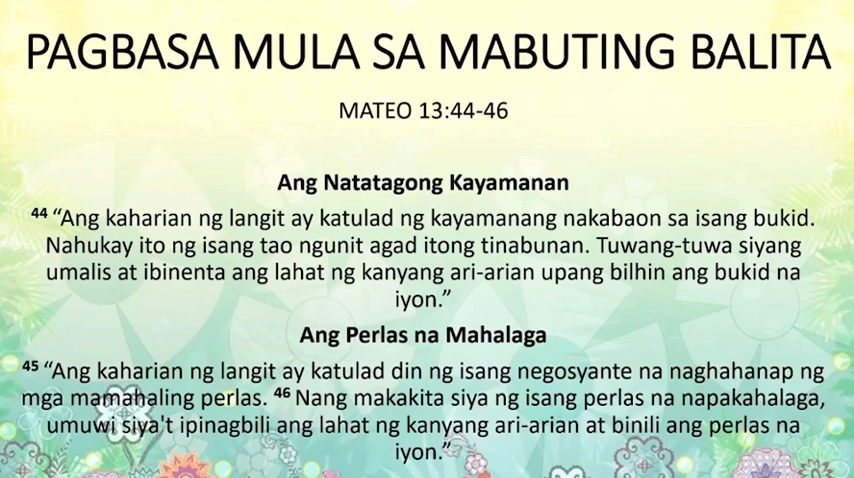 PAGBASA MULA SA MABUTING BALITA
MATEO 13:44-46
Ang Natatagong Kayamanan
44 “Ang kaharian ng langit ay katulad ng kayamanang nakabaon sa isang bukid.
Nahukay ito ng isang tao ngunit agad itong tinabunan. Tuwang-tuwa siyang
umalis at ibinenta ang lahat ng kanyang ari-arian upang bilhin ang bukid na
iyon.”
Ang Perlas na Mahalaga
45 “Ang kaharian ng langit ay katulad din ng isang negosyante na naghahanap ng
mga mamahaling perlas. 46 Nang makakita siya ng isang perlas na napakahalaga,
umuwi siya't ipinagbili ang lahat ng kanyang ari-arian at binili ang perlas na
iyon.”